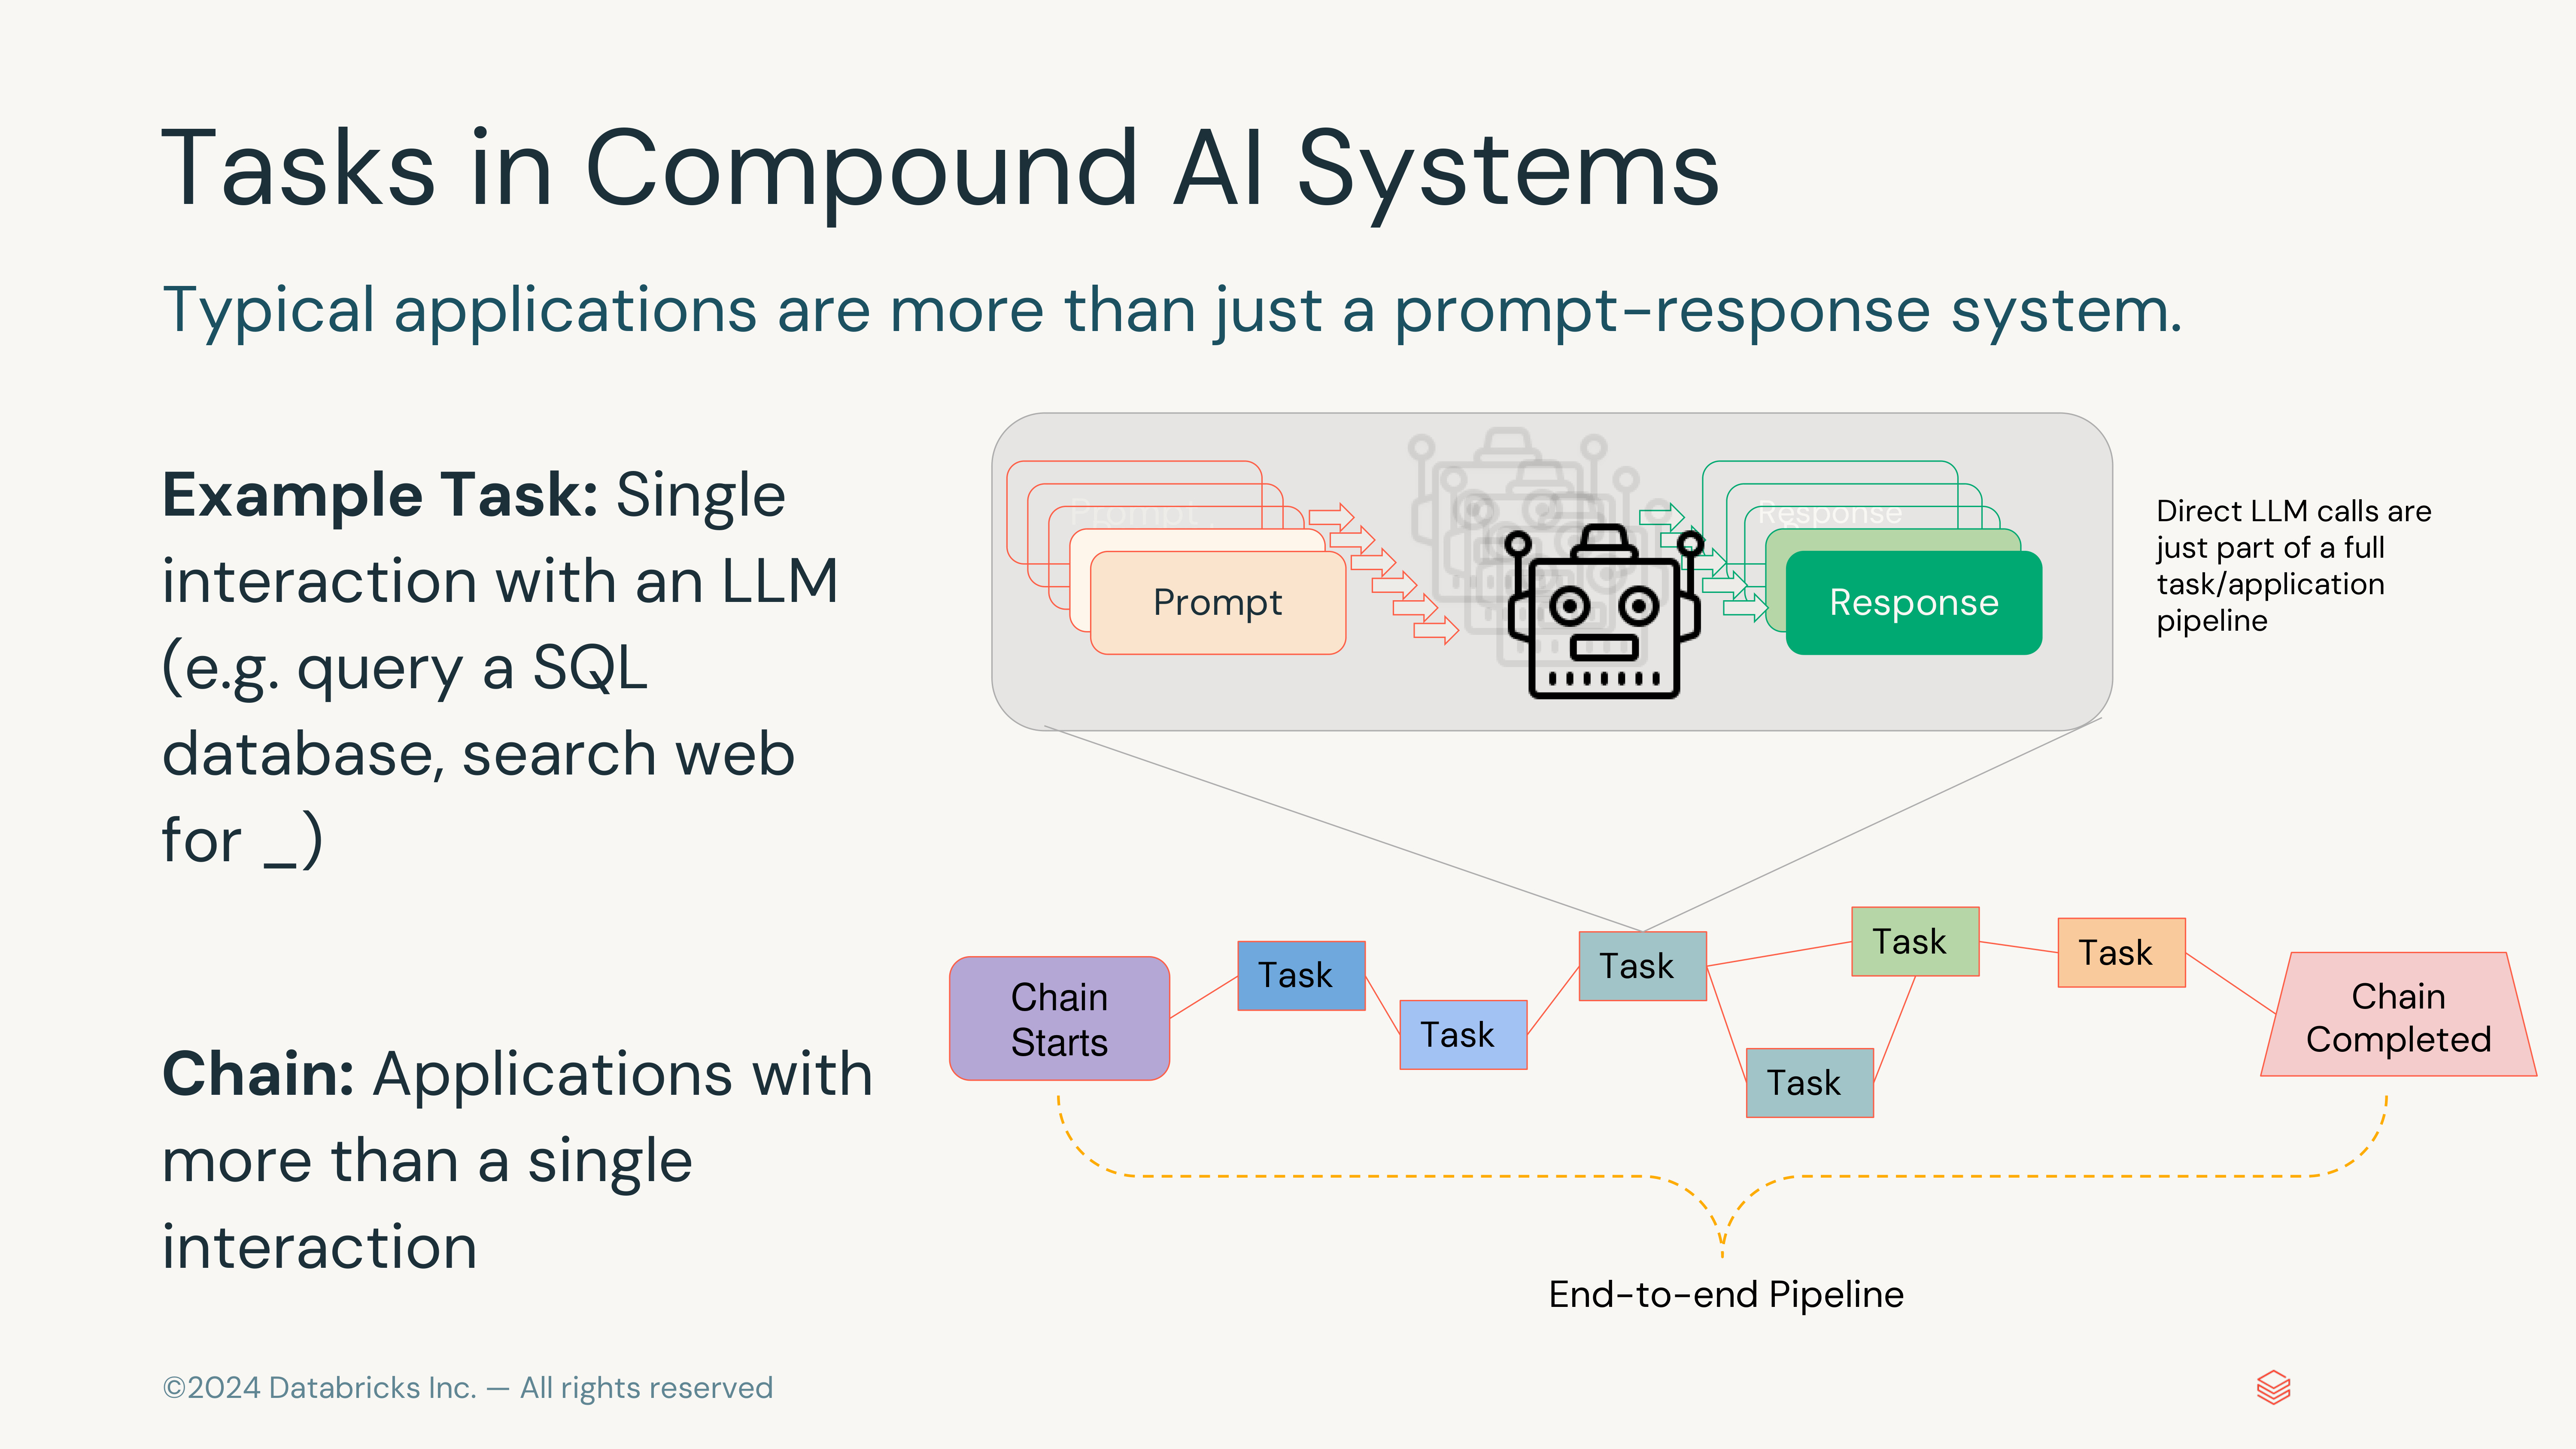 Tasks in Compound AI Systems
Typical applications are more than just a prompt-response system.
Example Task: Single
interaction with an LLM
(e.g. query a SQL
database, search web
for _)
Chain: Applications with
more than a single
interaction
Prompt
Response
Prompt
Response
Direct LLM calls are
just part of a full
task/application
pipeline
Chain
Starts
Task
Task
Task
Task
Task
Task
Chain
Completed
End-to-end Pipeline
©2024 Databricks Inc. — All rights reserved